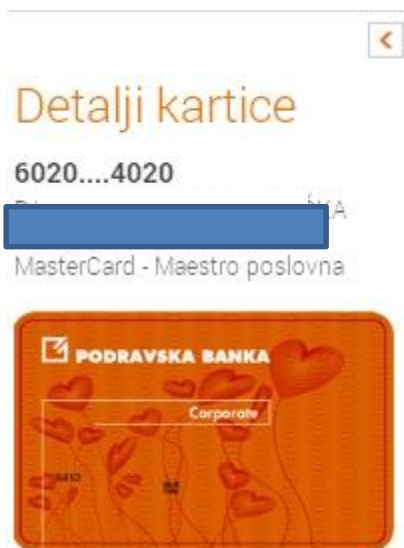 Detalji kartice
6020....4020
MasterCard - Maestro poslovna
PODRAVSKA BANKA
Corporate